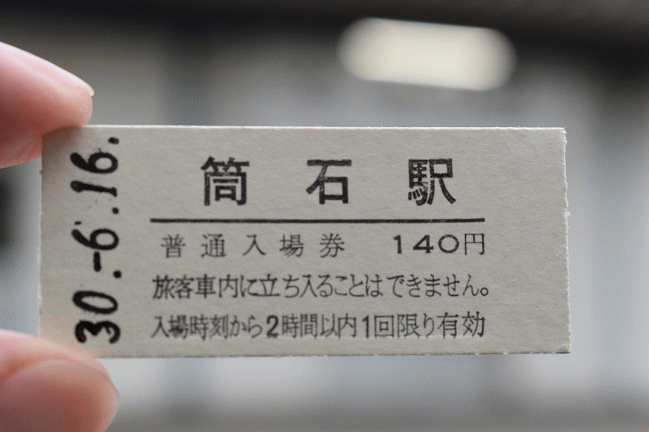 30.-6.16.
筒石駅
普通入場券 140円
旅客車内に立ち入ることはできません。
入場時刻から2時間以内1回限り有効